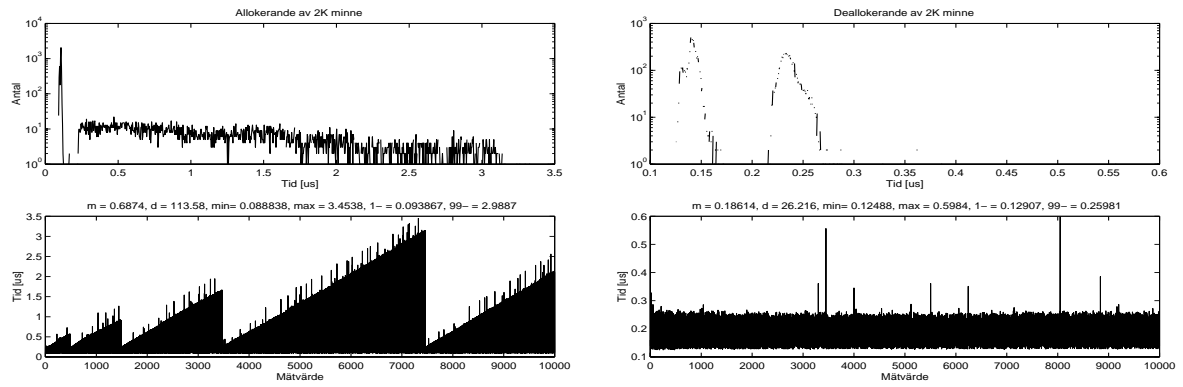 Allokerande av 2K minne
10^4
10^3
10^2
10^1
10^0
Antal
0 0.5 1 1.5 2 2.5 3 3.5
Tid [us]
Deallokerande av 2K minne
10^3
10^2
10^1
10^0
Antal
0.1 0.15 0.2 0.25 0.3 0.35 0.4 0.45 0.5 0.55 0.6
Tid [us]
m = 0.6874, d = 113.58, min= 0.088838, max = 3.4538, 1− = 0.093867, 99− = 2.9887
3.5
3
2.5
2
1.5
1
0.5
0
Tid [us]
0 1000 2000 3000 4000 5000 6000 7000 8000 9000 10000
Mätvärde
m = 0.18614, d = 26.216, min= 0.12488, max = 0.5984, 1− = 0.12907, 99− = 0.25981
0.6
0.5
0.4
0.3
0.2
0.1
Tid [us]
0 1000 2000 3000 4000 5000 6000 7000 8000 9000 10000
Mätvärde